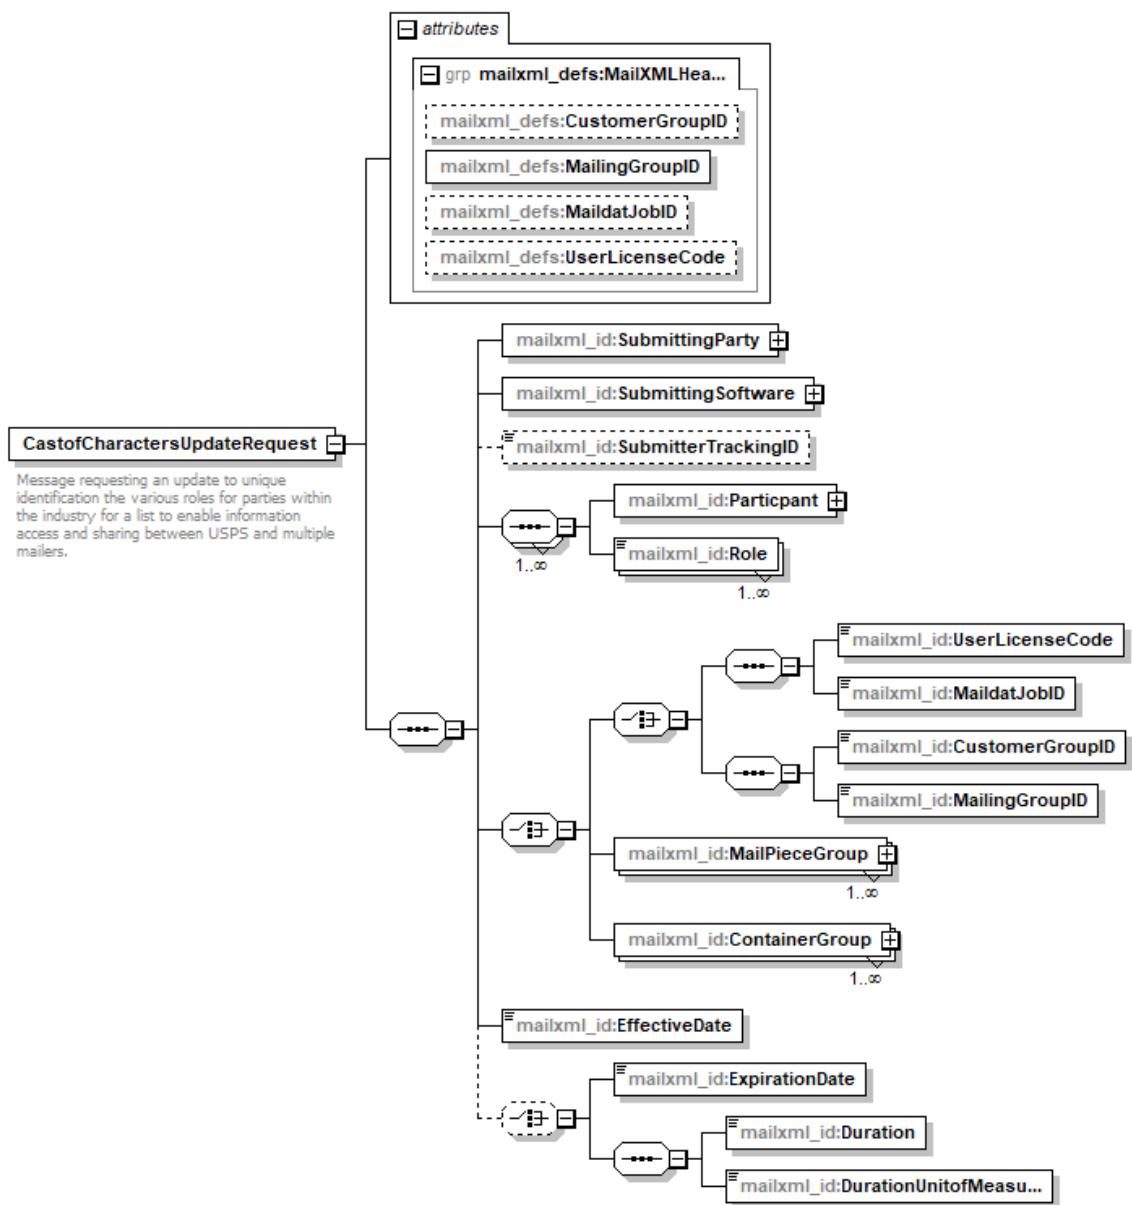 attributes
grp mailxml_defs:MailXMLHea...
mailxml_defs:CustomerGroupID
mailxml_defs:MailingGroupID
mailxml_defs:MaildatJobID
mailxml_defs:UserLicenseCode
mailxml_id:SubmittingParty
mailxml_id:SubmittingSoftware
CastofCharactersUpdateRequest
mailxml_id:SubmitterTrackingID
Message requesting an update to unique
identification the various roles for parties within
the industry for a list to enable information
access and sharing between USPS and multiple
mailers.
mailxml_id:Particpant
mailxml_id:Role
1..∞
1..∞
mailxml_id:UserLicenseCode
mailxml_id:MaildatJobID
mailxml_id:CustomerGroupID
mailxml_id:MailingGroupID
mailxml_id:MailPieceGroup
1..∞
mailxml_id:ContainerGroup
1..∞
mailxml_id:EffectiveDate
mailxml_id:ExpirationDate
mailxml_id:Duration
mailxml_id:DurationUnitofMeasu...